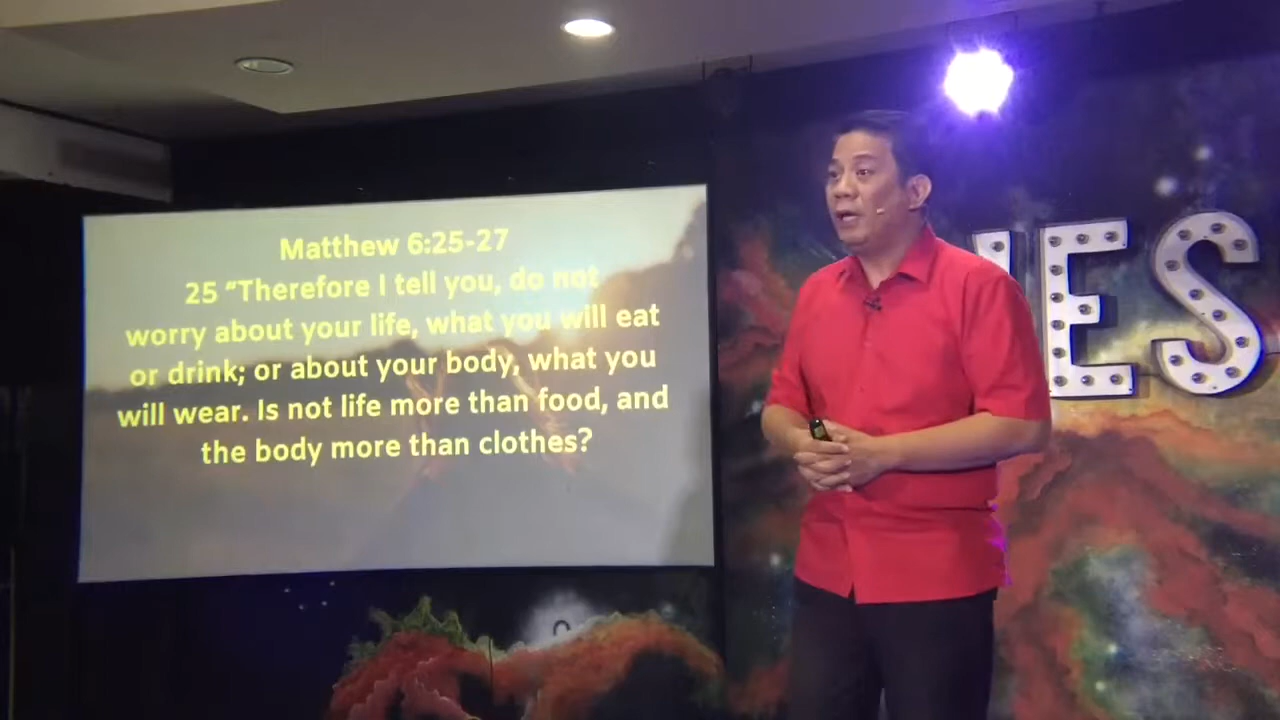 Matthew 6:25-27
25 “Therefore I tell you, do not
worry about your life, what you will eat
or drink; or about your body, what you
will wear. Is not life more than food, and
the body more than clothes?
ES